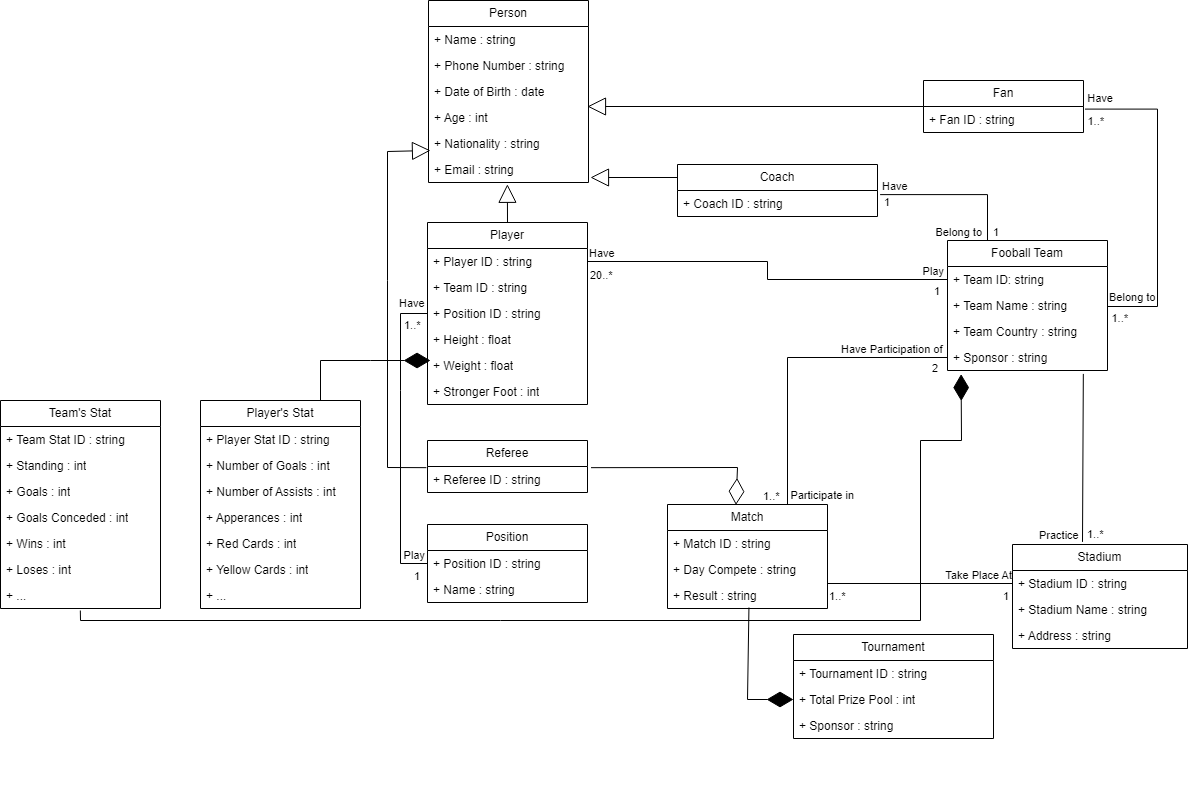 Person
+ Name : string
+ Phone Number : string
+ Date of Birth : date
+ Age : int
+ Nationality : string
+ Email : string
Fan
+ Fan ID : string
Have
1..*
Coach
+ Coach ID : string
Have
1
Belong to
1
Player
+ Player ID : string
+ Team ID : string
+ Position ID : string
+ Height : float
+ Weight : float
+ Stronger Foot : int
Have
20..*
Play
1
Have
1..*
Fooball Team
+ Team ID: string
+ Team Name : string
+ Team Country : string
+ Sponsor : string
Belong to
1..*
Have Participation of
2
Team's Stat
+ Team Stat ID : string
+ Standing : int
+ Goals : int
+ Goals Conceded : int
+ Wins : int
+ Loses : int
+ ...
Player's Stat
+ Player Stat ID : string
+ Number of Goals : int
+ Number of Assists : int
+ Apperances : int
+ Red Cards : int
+ Yellow Cards : int
+ ...
Referee
+ Referee ID : string
Position
+ Position ID : string
+ Name : string
Play
1
1..*
Participate in
Match
+ Match ID : string
+ Day Compete : string
+ Result : string
1..*
Take Place At
1
Practice
1..*
Stadium
+ Stadium ID : string
+ Stadium Name : string
+ Address : string
Tournament
+ Tournament ID : string
+ Total Prize Pool : int
+ Sponsor : string